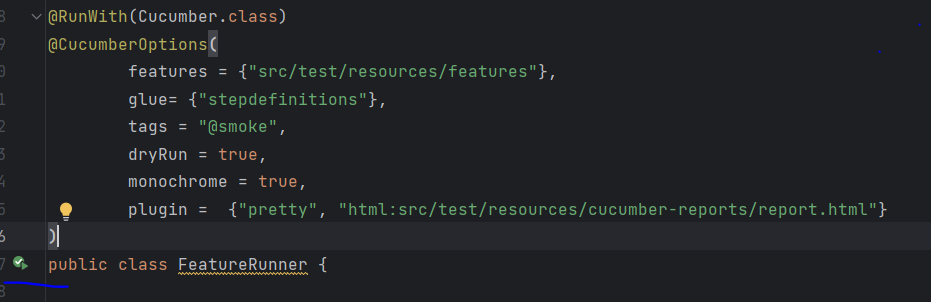 8 @RunWith(Cucumber.class)
9 @CucumberOptions(
0 features = {"src/test/resources/features"},
1 glue= {"stepdefinitions"},
2 tags = "@smoke",
3 dryRun = true,
4 monochrome = true,
5 plugin =  {"pretty", "html:src/test/resources/cucumber-reports/report.html"}
6 )
7 public class FeatureRunner {
8